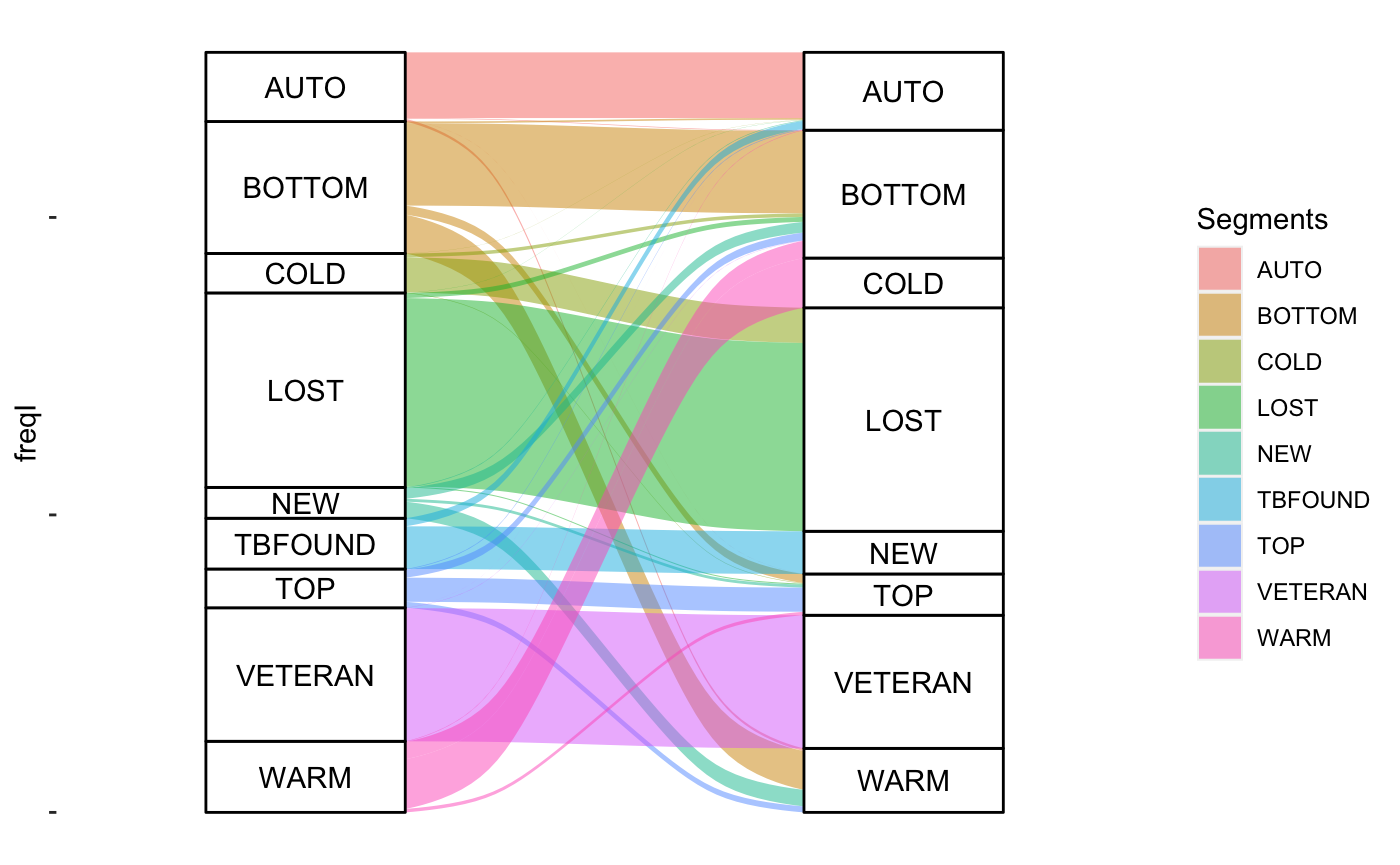 freql
AUTO
BOTTOM
COLD
LOST
NEW
TBFOUND
TOP
VETERAN
WARM
AUTO
BOTTOM
COLD
LOST
NEW
TOP
VETERAN
WARM
Segments
AUTO
BOTTOM
COLD
LOST
NEW
TBFOUND
TOP
VETERAN
WARM